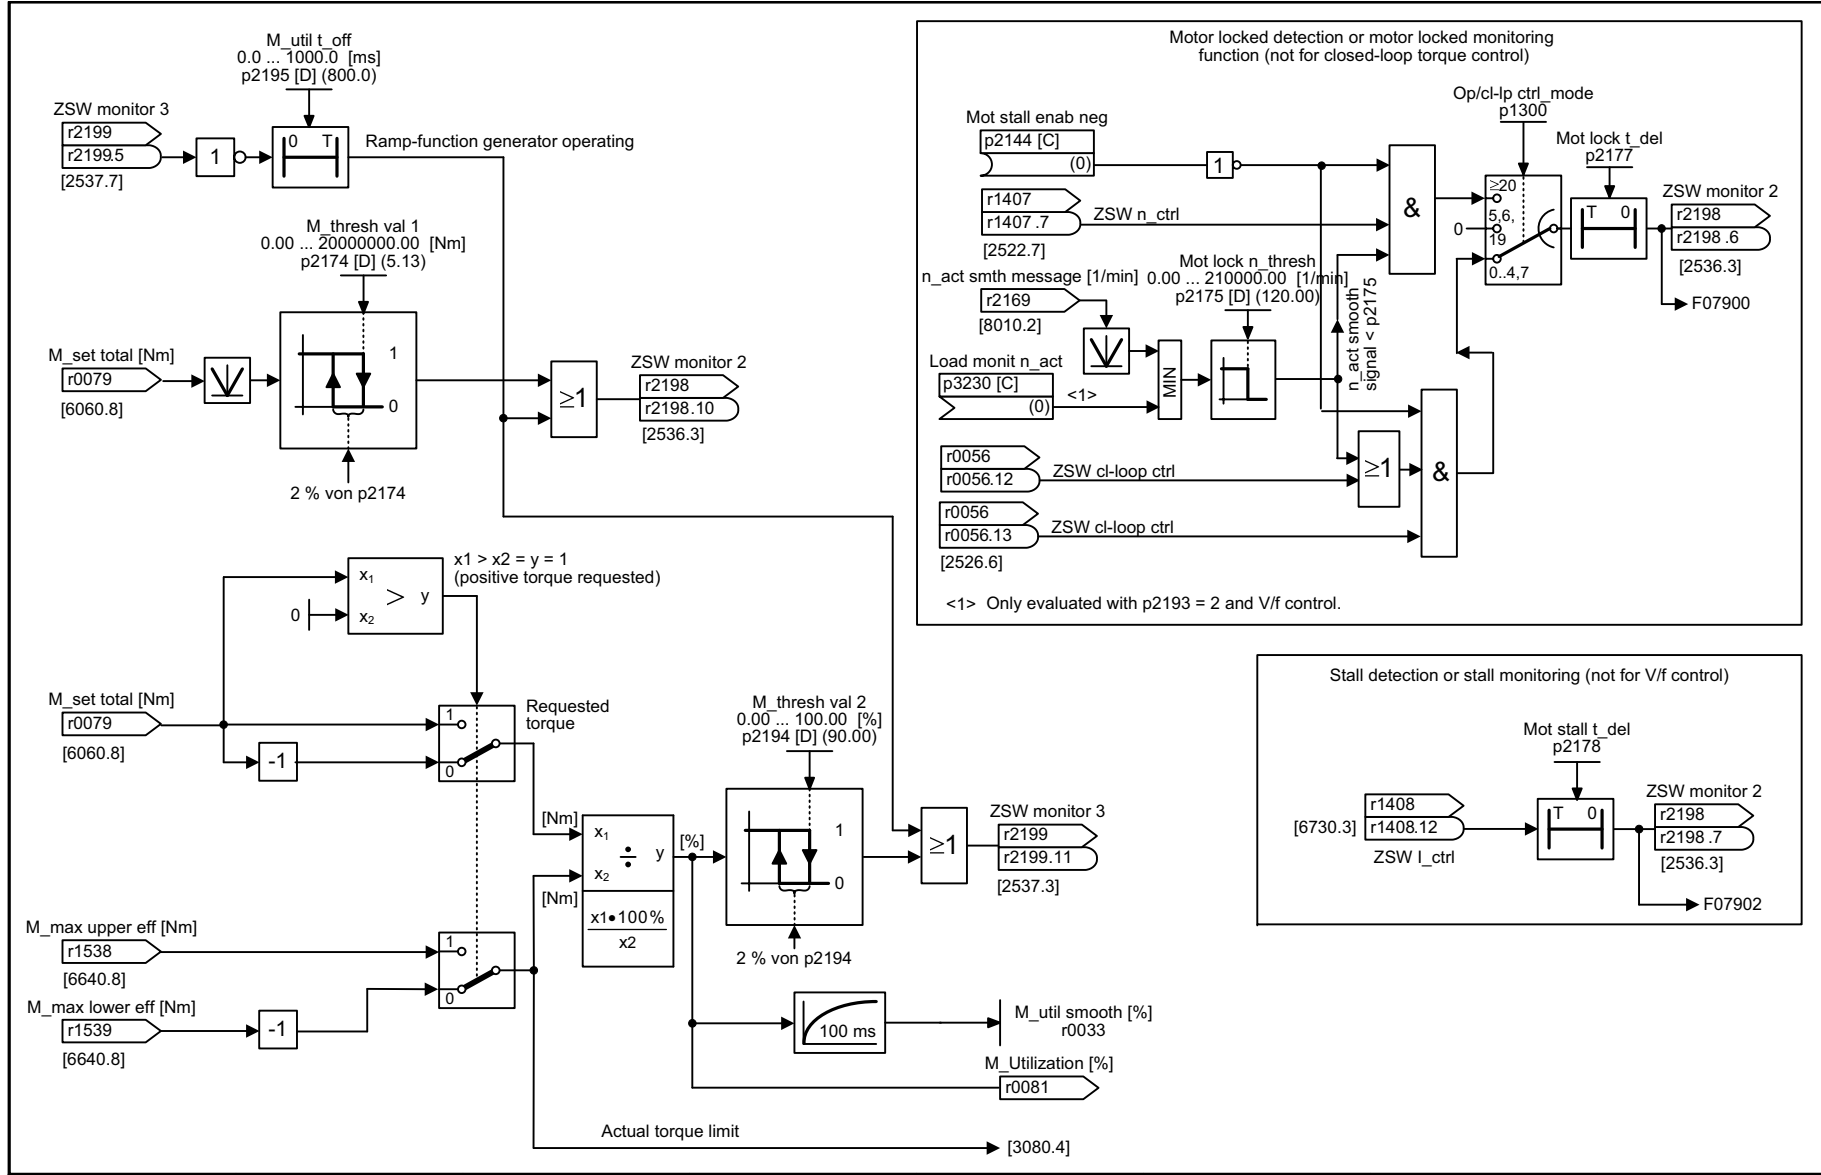 M_util t_off
0.0 ... 1000.0 [ms]
p2195 [D] (800.0)
ZSW monitor 3
r2199
r2199.5
[2537.7]
1
0 T
Ramp-function generator operating
M_thresh val 1
0.00 ... 20000000.00 [Nm]
p2174 [D] (5.13)
M_set total [Nm]
r0079
[6060.8]
1
0
2 % von p2174
≥1
ZSW monitor 2
r2198
r2198.10
[2536.3]
x1 > x2 = y = 1
(positive torque requested)
x1
> y
x2
0
M_set total [Nm]
r0079
[6060.8]
-1
1
0
Requested
torque
M_max upper eff [Nm]
r1538
[6640.8]
M_max lower eff [Nm]
r1539
[6640.8]
-1
1
0
[Nm]
x1
÷ y
x2
[Nm]
x1•100%
x2
[%]
M_thresh val 2
0.00 ... 100.00 [%]
p2194 [D] (90.00)
1
0
2 % von p2194
≥1
ZSW monitor 3
r2199
r2199.11
[2537.3]
100 ms
M_util smooth [%]
r0033
M_Utilization [%]
r0081
Actual torque limit
[3080.4]
Motor locked detection or motor locked monitoring
function (not for closed-loop torque control)
Mot stall enab neg
p2144 [C]
(0)
1
r1407
r1407 .7
ZSW n_ctrl
[2522.7]
n_act smth message [1/min]
r2169
[8010.2]
Mot lock n_thresh
0.00 ... 210000.00 [1/min]
p2175 [D] (120.00)
Load monit n_act
p3230 [C]
(0)
<1>
MIN
n_act smooth
signal < p2175
r0056
r0056.12
ZSW cl-loop ctrl
r0056
r0056.13
ZSW cl-loop ctrl
[2526.6]
≥1
&
&
Op/cl-lp ctrl_mode
p1300
≥20
5,6,
0
19
0..4,7
Mot lock t_del
p2177
T 0
ZSW monitor 2
r2198
r2198 .6
[2536.3]
F07900
<1> Only evaluated with p2193 = 2 and V/f control.
Stall detection or stall monitoring (not for V/f control)
Mot stall t_del
p2178
[6730.3]
r1408
r1408.12
ZSW I_ctrl
T 0
ZSW monitor 2
r2198
r2198 .7
[2536.3]
F07902